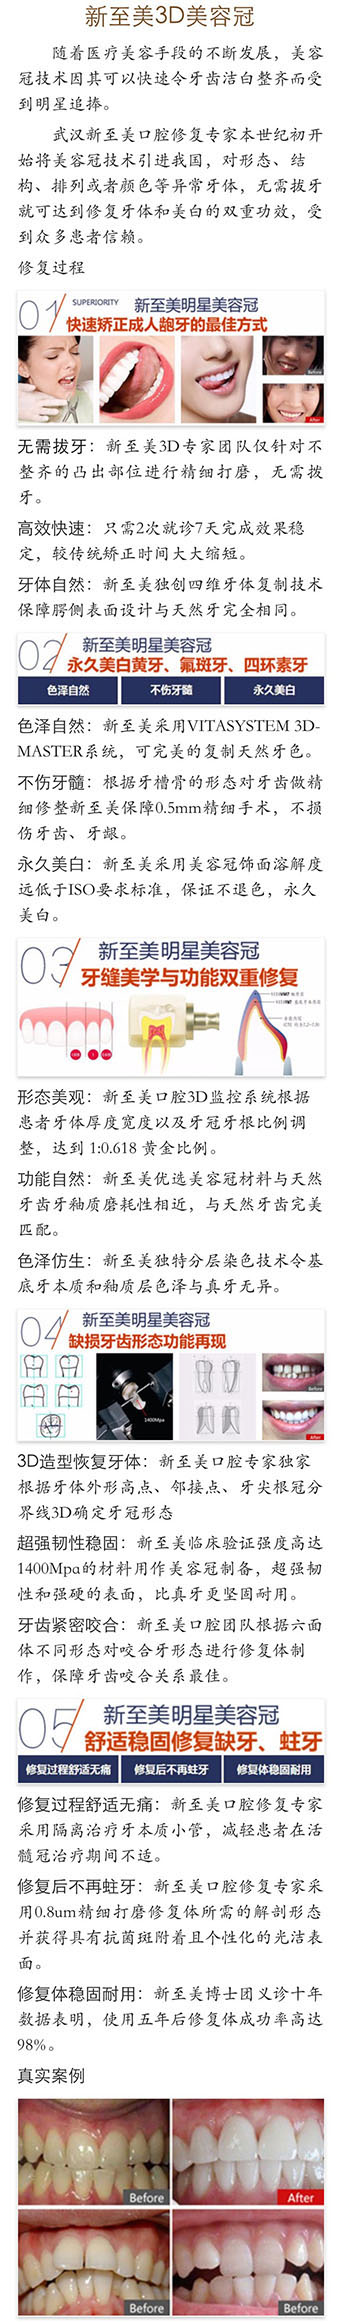 新至美3D美容冠
随着医疗美容手段的不断发展，美容
冠技术因其可以快速令牙齿洁白整齐而受
到明星追捧。
武汉新至美口腔修复专家本世纪初开
始将美容冠技术引进我国，对形态、结
构、排列或者颜色等异常牙体，无需拔牙
就可达到修复牙体和美白的双重功效，受
到众多患者信赖。
修复过程
01 SUPERIORITY 新至美明星美容冠
快速矫正成人龅牙的最佳方式
Before
After
无需拔牙：新至美3D专家团队仅针对不
整齐的凸出部位进行精细打磨，无需拨
牙。
高效快速：只需2次就诊7天完成效果稳
定，较传统矫正时间大大缩短。
牙体自然：新至美独创四维牙体复制技术
保障腭侧表面设计与天然牙完全相同。
02 新至美明星美容冠
永久美白黄牙、氟斑牙、四环素牙
色泽自然 不伤牙髓 永久美白
色泽自然：新至美采用VITASYSTEM 3D-
MASTER系统，可完美的复制天然牙色。
不伤牙髓：根据牙槽骨的形态对牙齿做精
细修整新至美保障0.5mm精细手术，不损
伤牙齿、牙龈。
永久美白：新至美采用美容冠饰面溶解度
远低于ISO要求标准，保证不退色，永久
美白。
03 新至美明星美容冠
牙缝美学与功能双重修复
形态美观：新至美口腔3D监控系统根据
患者牙体厚度宽度以及牙冠牙根比例调
整，达到 1:0.618 黄金比例。
功能自然：新至美优选美容冠材料与天然
牙齿牙釉质磨耗性相近，与天然牙齿完美
匹配。
色泽仿生：新至美独特分层染色技术令基
底牙本质和釉质层色泽与真牙无异。
04 新至美明星美容冠
缺损牙齿形态功能再现
1400Mpa
Before
After
3D造型恢复牙体：新至美口腔专家独家
根据牙体外形高点、邻接点、牙尖根冠分
界线3D确定牙冠形态
超强韧性稳固：新至美临床验证强度高达
1400Mpa的材料用作美容冠制备，超强韧
性和强硬的表面，比真牙更坚固耐用。
牙齿紧密咬合：新至美口腔团队根据六面
体不同形态对咬合牙形态进行修复体制
作，保障牙齿咬合关系最佳。
05 新至美明星美容冠
舒适稳固修复缺牙、蛀牙
修复过程舒适无痛 修复后不再蛀牙 修复体稳固耐用
修复过程舒适无痛：新至美口腔修复专家
采用隔离治疗牙本质小管，减轻患者在活
髓冠治疗期间不适。
修复后不再蛀牙：新至美口腔修复专家采
用0.8um精细打磨修复体所需的解剖形态
并获得具有抗菌斑附着且个性化的光洁表
面。
修复体稳固耐用：新至美博士团义诊十年
数据表明，使用五年后修复体成功率高达
98%。
真实案例
Before After
Before Before